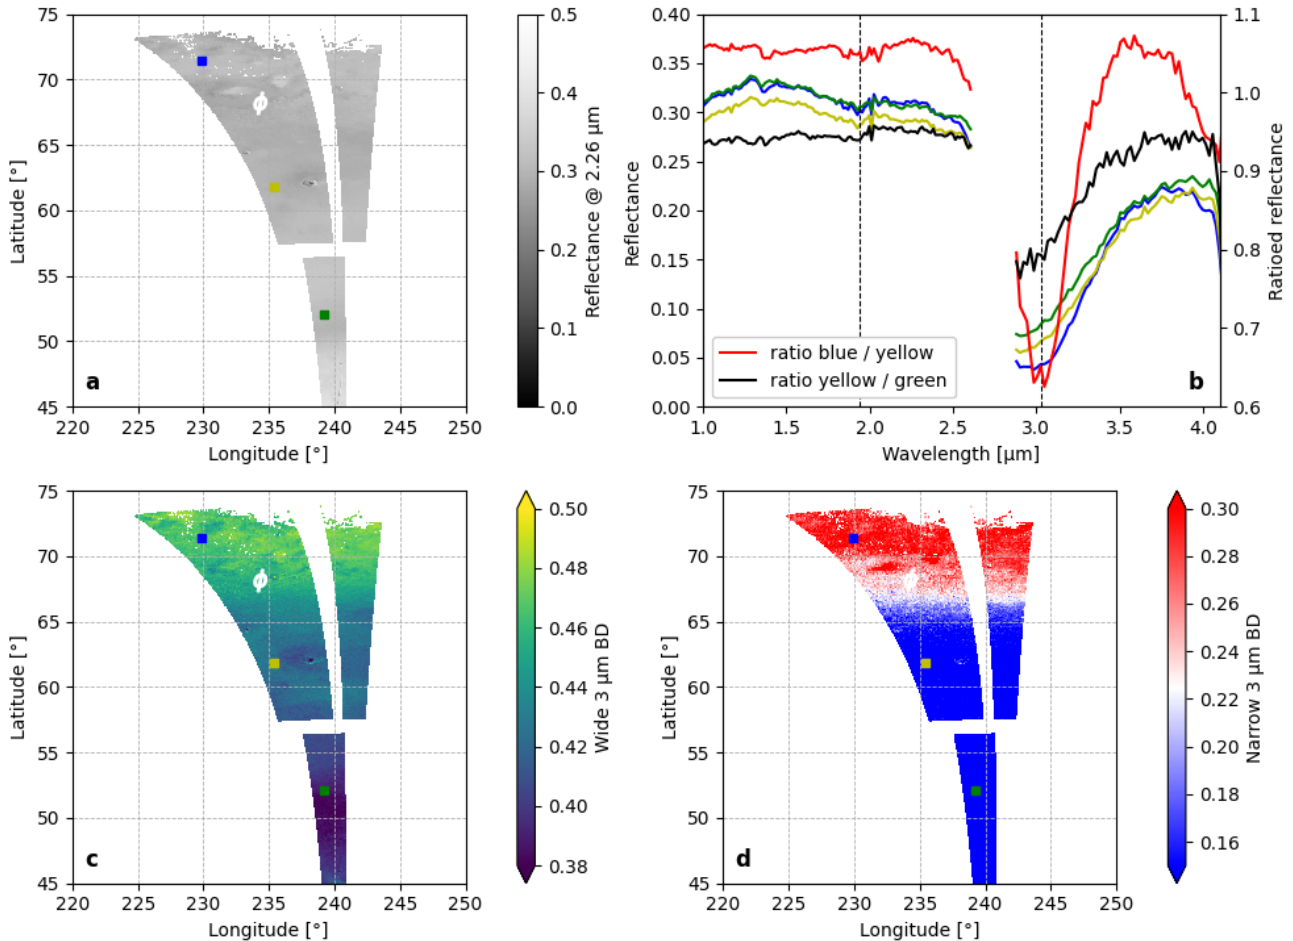 75
70
65
60
55
50
45
220 225 230 235 240 245 250
Latitude [°]
Longitude [°]
ϕ
a
0.5
0.4
0.3
0.2
0.1
0.0
Reflectance @ 2.26 µm
0.40
0.35
0.30
0.25
0.20
0.15
0.10
0.05
0.00
Reflectance
1.0 1.5 2.0 2.5 3.0 3.5 4.0
Wavelength [µm]
ratio blue / yellow
ratio yellow / green
b
1.1
1.0
0.9
0.8
0.7
0.6
Ratioed reflectance
75
70
65
60
55
50
45
220 225 230 235 240 245 250
Latitude [°]
Longitude [°]
ϕ
c
0.50
0.48
0.46
0.44
0.42
0.40
0.38
Wide 3 µm BD
75
70
65
60
55
50
45
220 225 230 235 240 245 250
Latitude [°]
Longitude [°]
ϕ
d
0.30
0.28
0.26
0.24
0.22
0.20
0.18
0.16
Narrow 3 µm BD